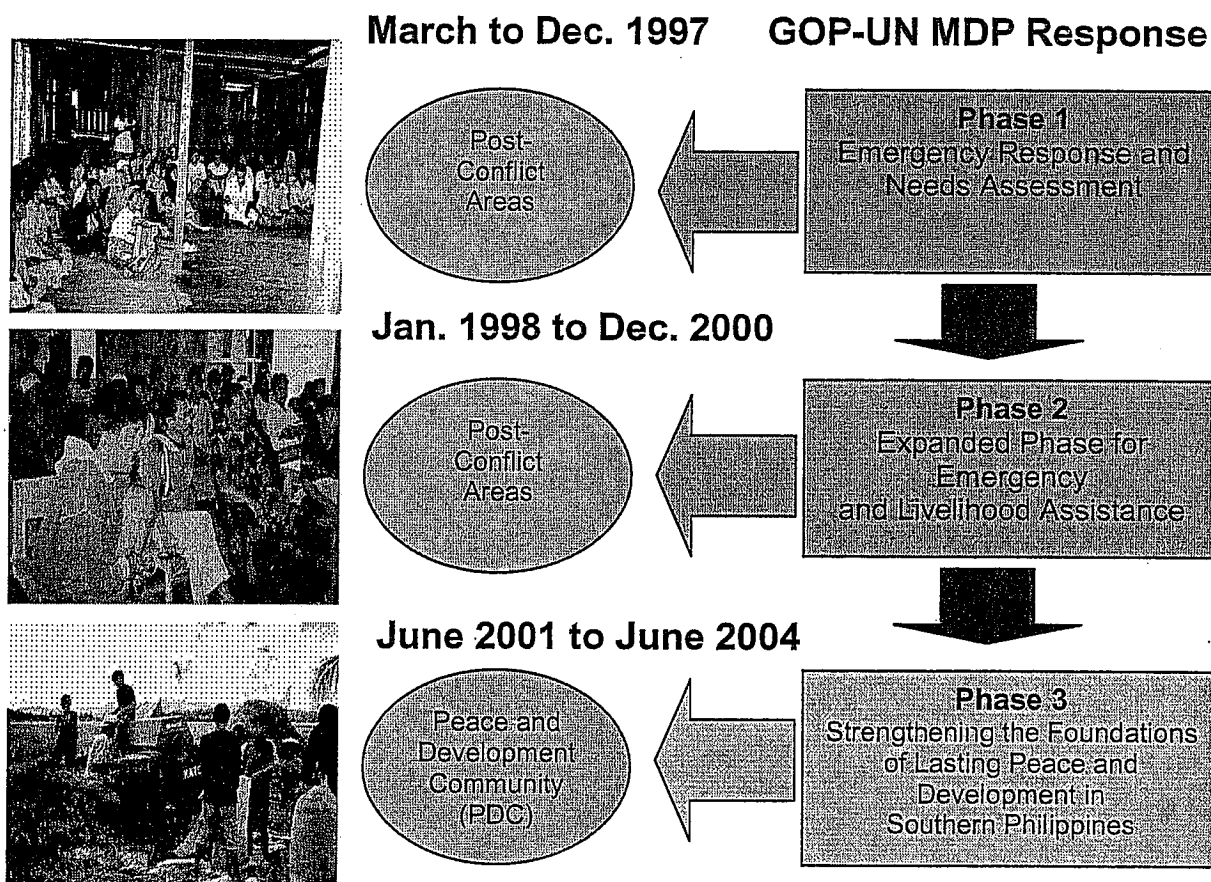 March to Dec. 1997 GOP-UN MDP Response
Post-
Conflict
Areas
Phase 1
Emergency Response and
Needs Assessment
Jan. 1998 to Dec. 2000
Post-
Conflict
Areas
Phase 2
Expanded Phase for
Emergency
and Livelihood Assistance
June 2001 to June 2004
Peace and
Development
Community
(PDC)
Phase 3
Strengthening the Foundations
of Lasting Peace and
Development in
Southern Philippines